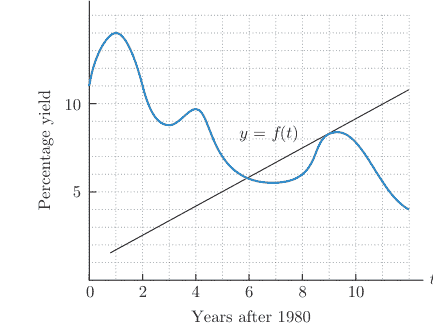 Percentage yield
10
5
y = f(t)
0 2 4 6 8 10 t
Years after 1980